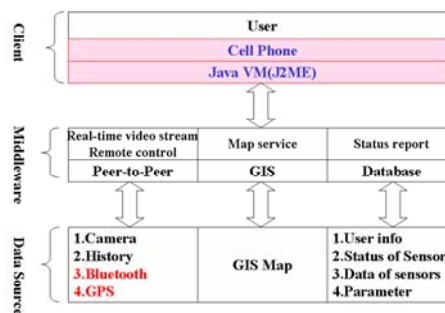 Client
User
Cell Phone
Java VM(J2ME)
Middleware
Real-time video stream
Remote control
Map service
Status report
Peer-to-Peer
GIS
Database
Data Source
1.Camera
2.History
3.Bluetooth
4.GPS
GIS Map
1.User info
2.Status of Sensor
3.Data of sensors
4.Parameter